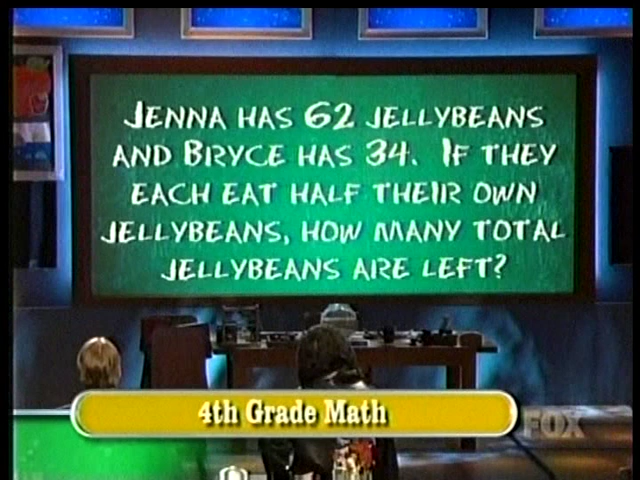 JENNA HAS 62 JELLYBEANS
AND BRYCE HAS 34. IF THEY
EACH EAT HALF THEIR OWN
JELLYBEANS, HOW MANY TOTAL
JELLYBEANS ARE LEFT?
4th Grade Math
FOX